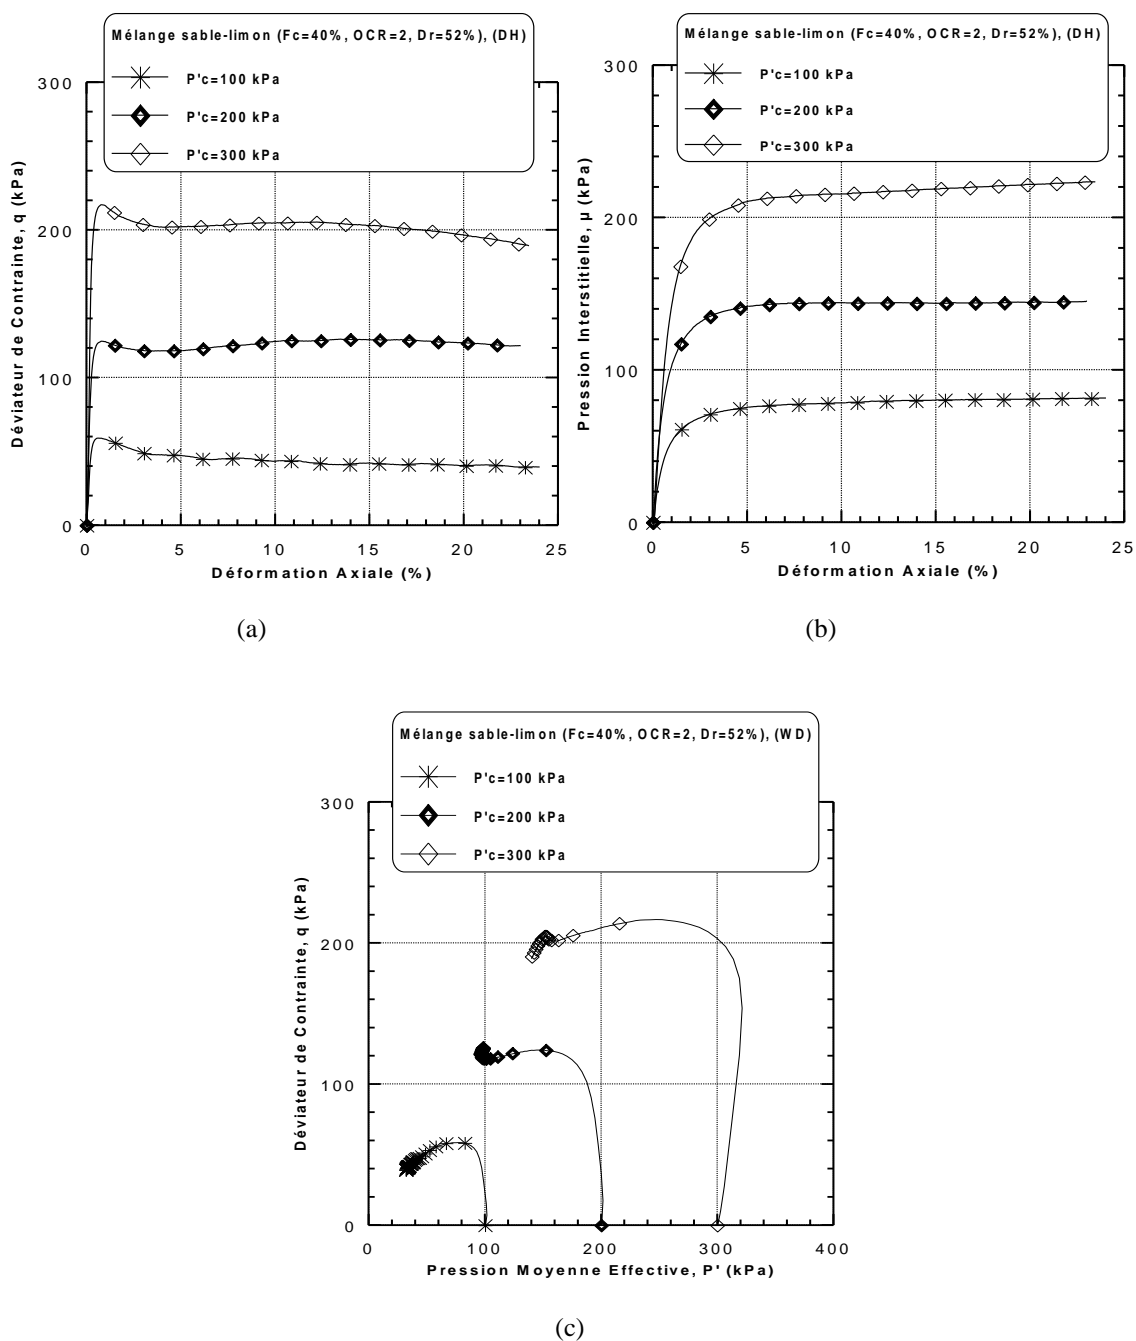 Mélange sable-limon (Fc=40%, OCR=2, Dr=52%), (DH)
P'c=100 kPa
P'c=200 kPa
P'c=300 kPa
Déviateur de Contrainte, q (kPa)
300
200
100
0
0 5 10 15 20 25
Déformation Axiale (%)
(a)
Mélange sable-limon (Fc=40%, OCR=2, Dr=52%), (DH)
P'c=100 kPa
P'c=200 kPa
P'c=300 kPa
Pression Interstitielle, µ (kPa)
300
200
100
0
0 5 10 15 20 25
Déformation Axiale (%)
(b)
Mélange sable-limon (Fc=40%, OCR=2, Dr=52%), (WD)
P'c=100 kPa
P'c=200 kPa
P'c=300 kPa
Déviateur de Contrainte, q (kPa)
300
200
100
0
0 100 200 300 400
Pression Moyenne Effective, P' (kPa)
(c)